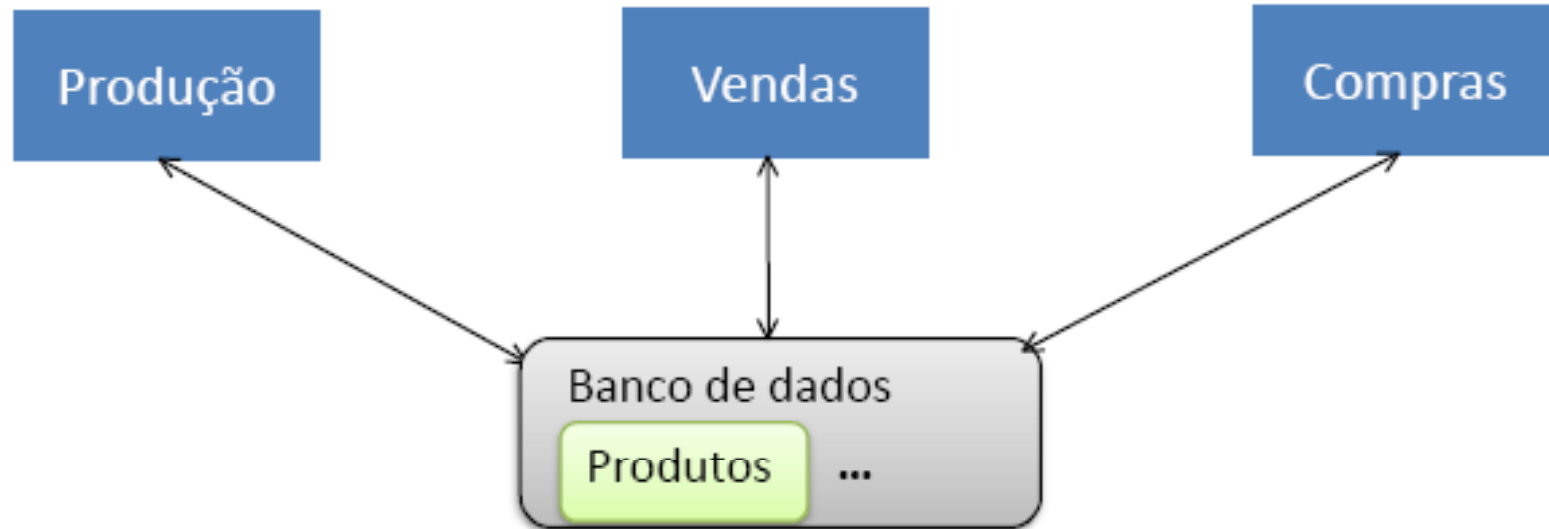 Produção
Vendas
Compras
Banco de dados
Produtos ...